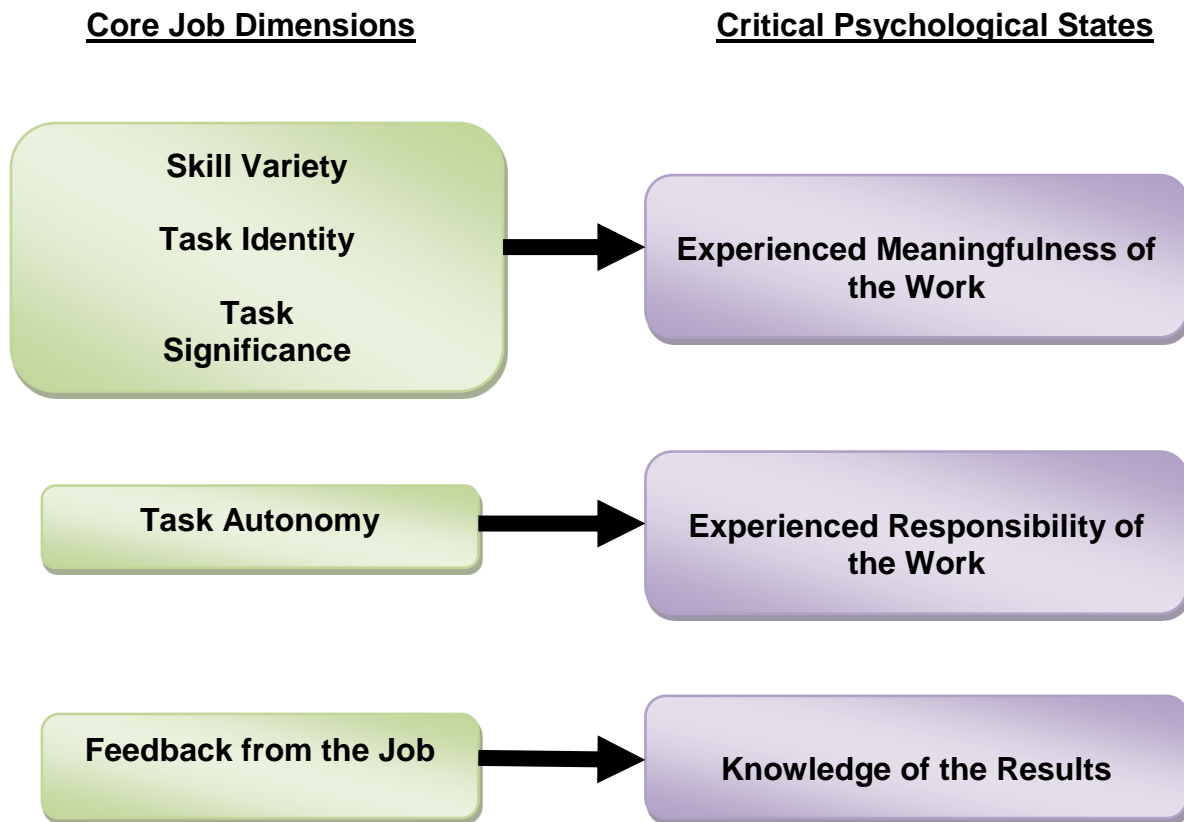 Core Job Dimensions
Critical Psychological States
Skill Variety
Task Identity
Task
Significance
Experienced Meaningfulness of
the Work
Task Autonomy
Experienced Responsibility of
the Work
Feedback from the Job
Knowledge of the Results